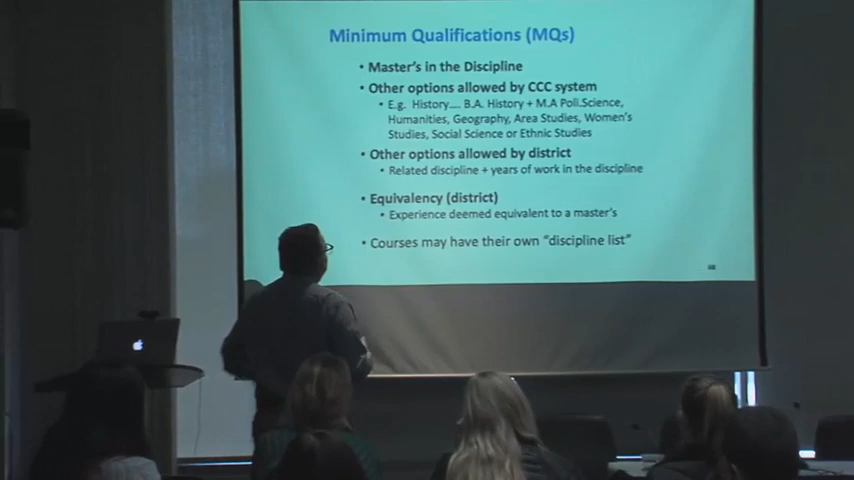 Minimum Qualifications (MQs)
• Master's in the Discipline
• Other options allowed by CCC system
• E.g. History.... B.A. History + M.A Poli.Science,
Humanities, Geography, Area Studies, Women's
Studies, Social Science or Ethnic Studies
• Other options allowed by district
• Related discipline + years of work in the discipline
• Equivalency (district)
• Experience deemed equivalent to a master's
• Courses may have their own "discipline list"